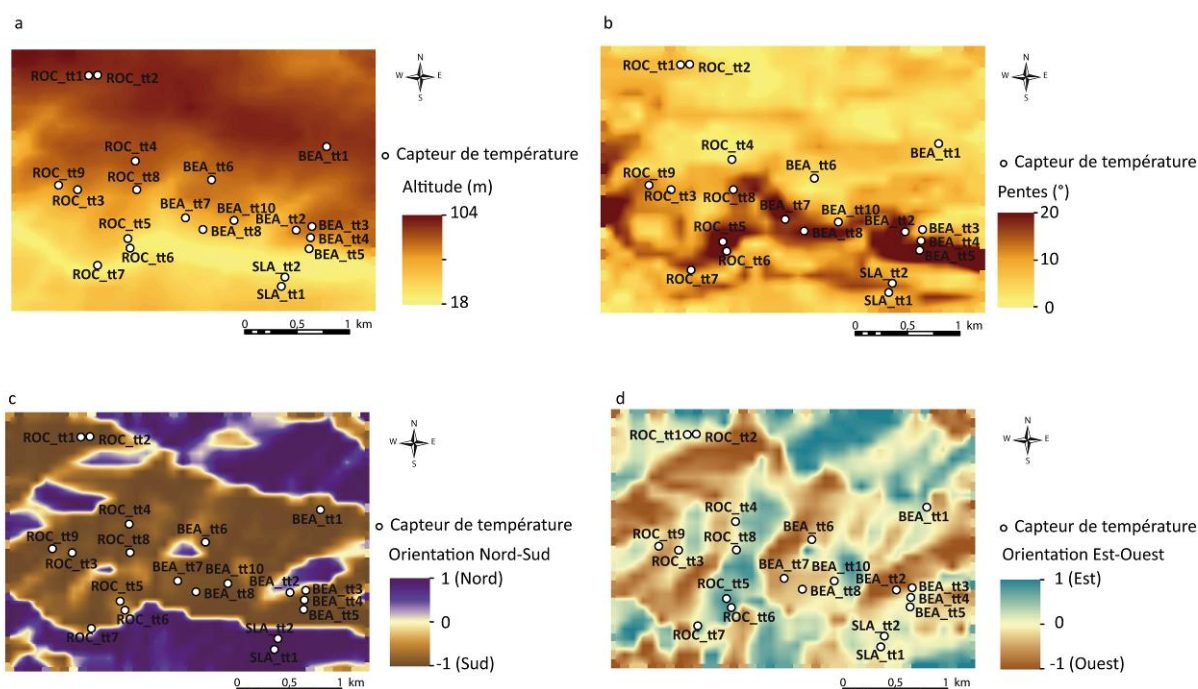 a
N
W E
S
ROC_tt1 ROC_tt2
ROC_tt4
BEA_tt1
Capteur de température
ROC_tt9
ROC_tt8
BEA_tt6
Altitude (m)
ROC_tt3
BEA_tt7
BEA_tt10
104
ROC_tt5
BEA_tt2
BEA_tt3
BEA_tt8
BEA_tt4
ROC_tt6
BEA_tt5
ROC_tt7
SLA_tt2
SLA_tt1
18
0 0,5 1
km
b
N
W E
S
ROC_tt1 ROC_tt2
ROC_tt4
BEA_tt1
Capteur de température
ROC_tt9
BEA_tt6
Pentes (°)
ROC_tt3
ROC_tt8
BEA_tt7
BEA_tt10
20
ROC_tt5
BEA_tt2
BEA_tt3
BEA_tt8
BEA_tt4
ROC_tt6
BEA_tt5
10
ROC_tt7
SLA_tt2
SLA_tt1
0
0 0,5 1
km
c
N
W E
S
ROC_tt1 ROC_tt2
ROC_tt4
BEA_tt1
Capteur de température
ROC_tt9
BEA_tt6
Orientation Nord-Sud
ROC_tt3
ROC_tt8
BEA_tt7
BEA_tt10
1 (Nord)
ROC_tt5
BEA_tt2
BEA_tt3
BEA_tt8
BEA_tt4
ROC_tt6
BEA_tt5
0
ROC_tt7
SLA_tt2
SLA_tt1
-1 (Sud)
0 0,5 1
km
d
N
W E
S
ROC_tt1 ROC_tt2
ROC_tt4
BEA_tt1
Capteur de température
ROC_tt9
BEA_tt6
Orientation Est-Ouest
ROC_tt3
ROC_tt8
BEA_tt7
BEA_tt10
1 (Est)
ROC_tt5
BEA_tt2
BEA_tt3
BEA_tt8
BEA_tt4
ROC_tt6
BEA_tt5
0
ROC_tt7
SLA_tt2
SLA_tt1
-1 (Ouest)
0 0,5 1
km